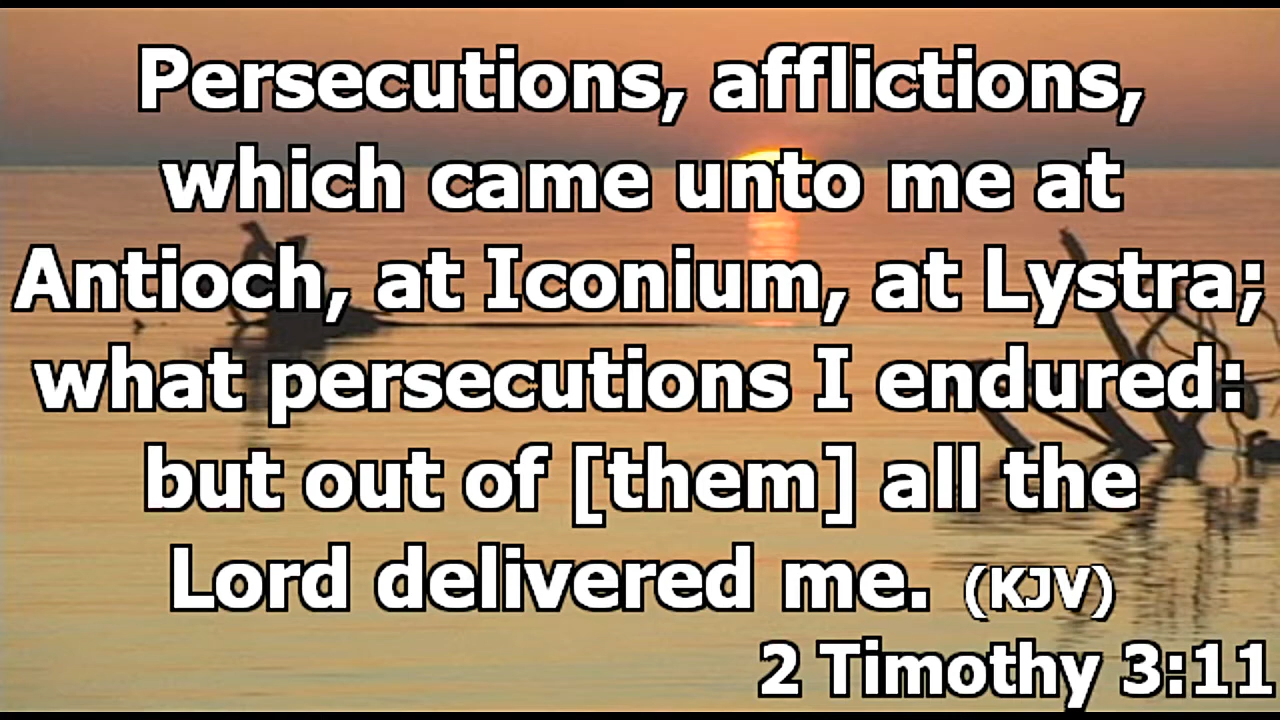 Persecutions, afflictions,
which came unto me at
Antioch, at Iconium, at Lystra;
what persecutions I endured:
but out of [them] all the
Lord delivered me. (KJV)
2 Timothy 3:11